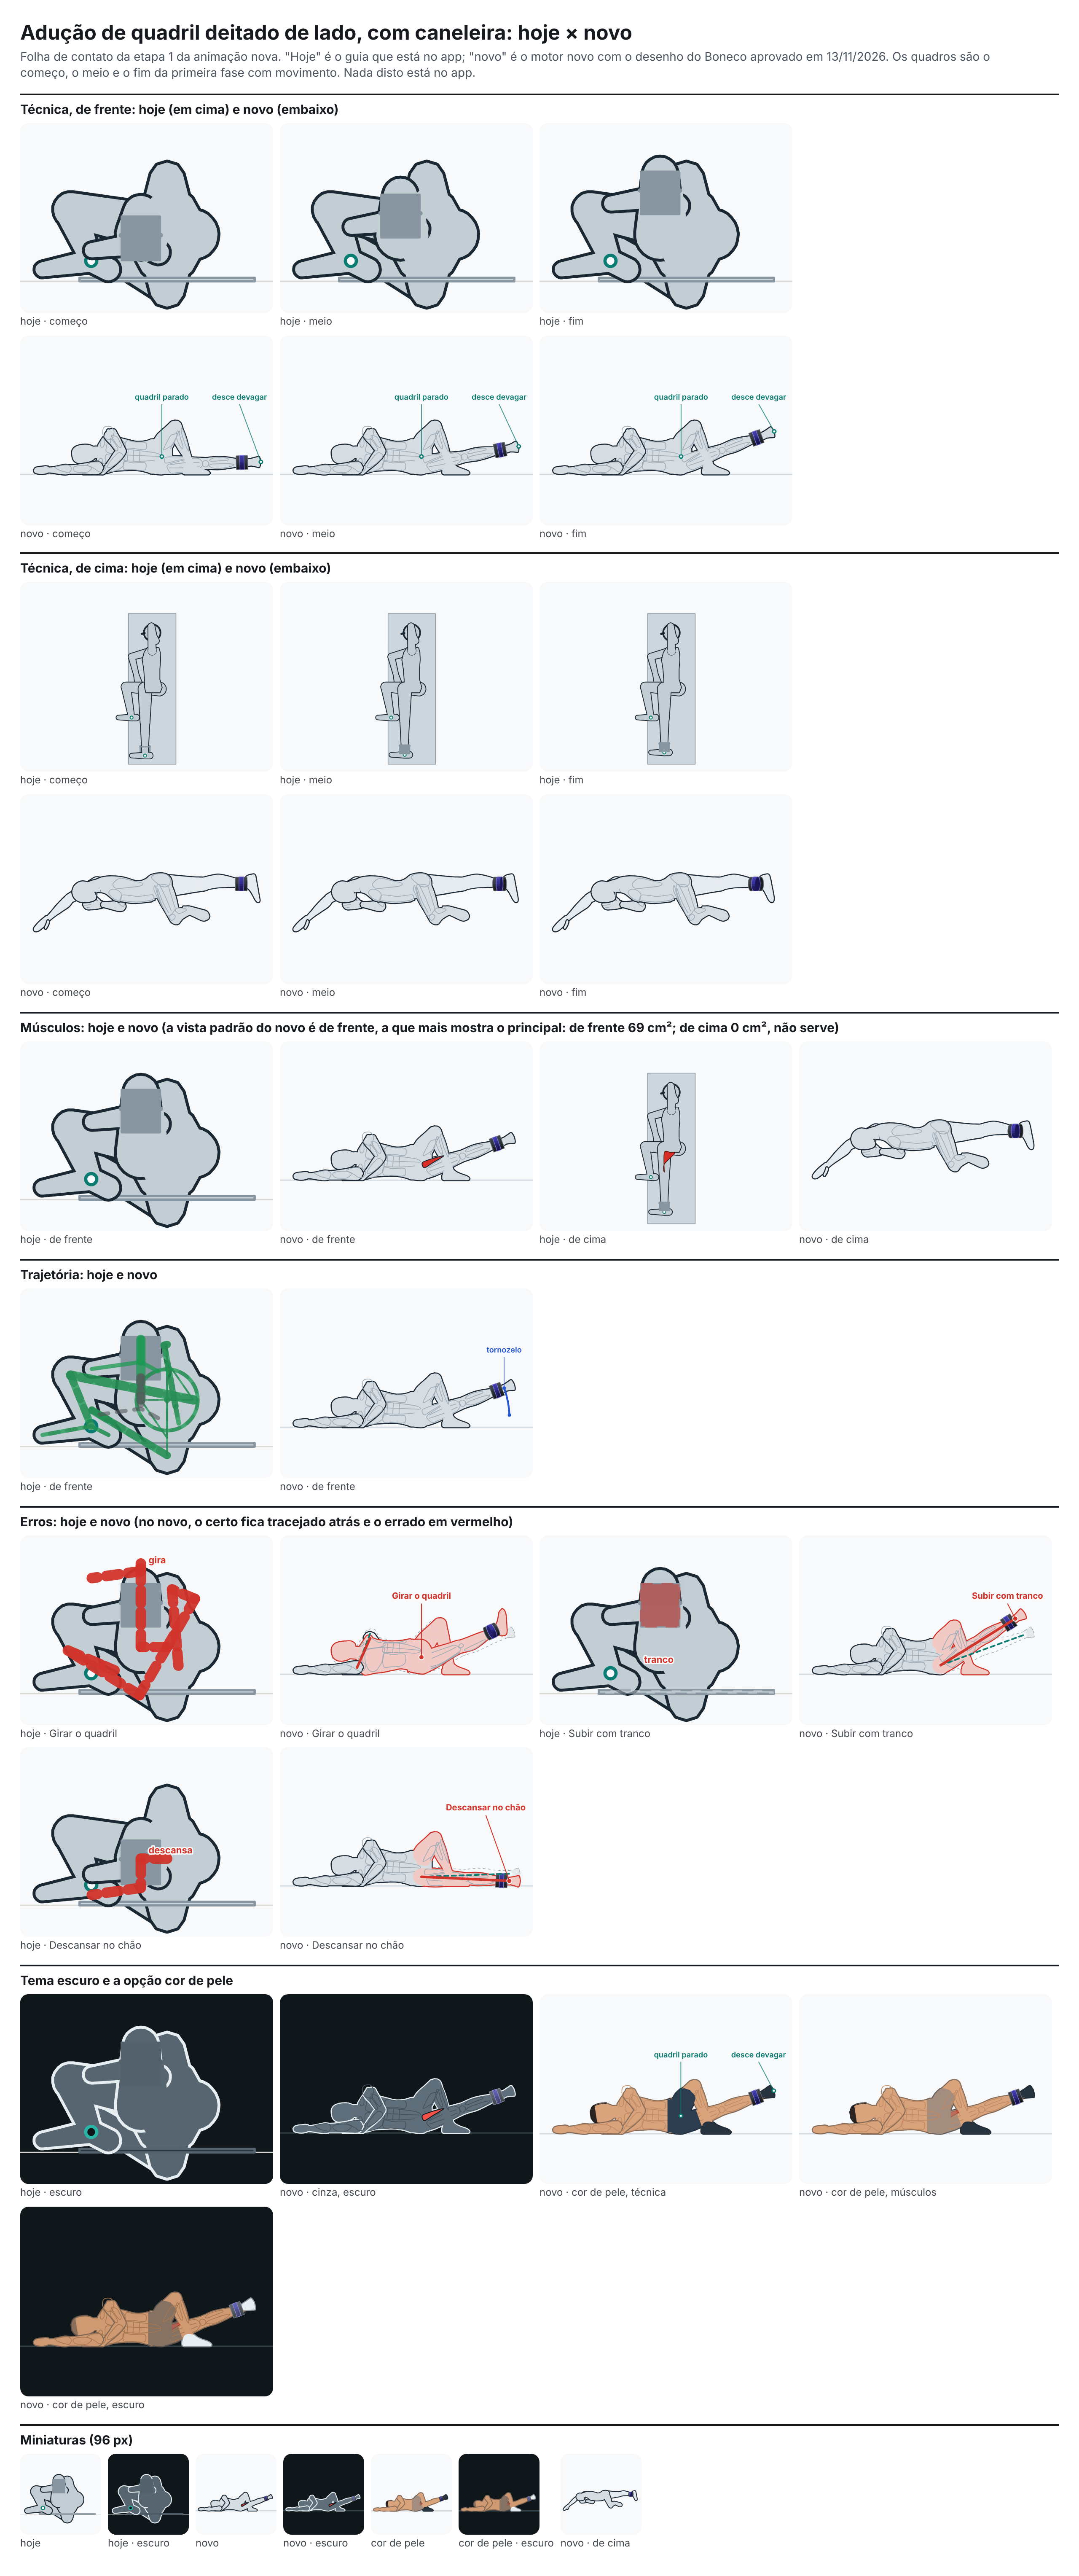 Adução de quadril deitado de lado, com caneleira: hoje × novo
Folha de contato da etapa 1 da animação nova. "Hoje" é o guia que está no app; "novo" é o motor novo com o desenho do Boneco aprovado em 13/11/2026. Os quadros são o
começo, o meio e o fim da primeira fase com movimento. Nada disto está no app.
Técnica, de frente: hoje (em cima) e novo (embaixo)
hoje · começo
hoje · meio
hoje · fim
quadril parado
desce devagar
quadril parado
desce devagar
quadril parado
desce devagar
novo · começo
novo · meio
novo · fim
Técnica, de cima: hoje (em cima) e novo (embaixo)
hoje · começo
hoje · meio
hoje · fim
novo · começo
novo · meio
novo · fim
Músculos: hoje e novo (a vista padrão do novo é de frente, a que mais mostra o principal: de frente 69 cm²; de cima 0 cm², não serve)
hoje · de frente
novo · de frente
hoje · de cima
novo · de cima
Trajetória: hoje e novo
tornozelo
hoje · de frente
novo · de frente
Erros: hoje e novo (no novo, o certo fica tracejado atrás e o errado em vermelho)
gira
Girar o quadril
tranco
Subir com tranco
hoje · Girar o quadril
novo · Girar o quadril
hoje · Subir com tranco
novo · Subir com tranco
descansa
Descansar no chão
hoje · Descansar no chão
novo · Descansar no chão
Tema escuro e a opção cor de pele
quadril parado
desce devagar
hoje · escuro
novo · cinza, escuro
novo · cor de pele, técnica
novo · cor de pele, músculos
novo · cor de pele, escuro
Miniaturas (96 px)
hoje
hoje · escuro
novo
novo · escuro
cor de pele
cor de pele · escuro
novo · de cima